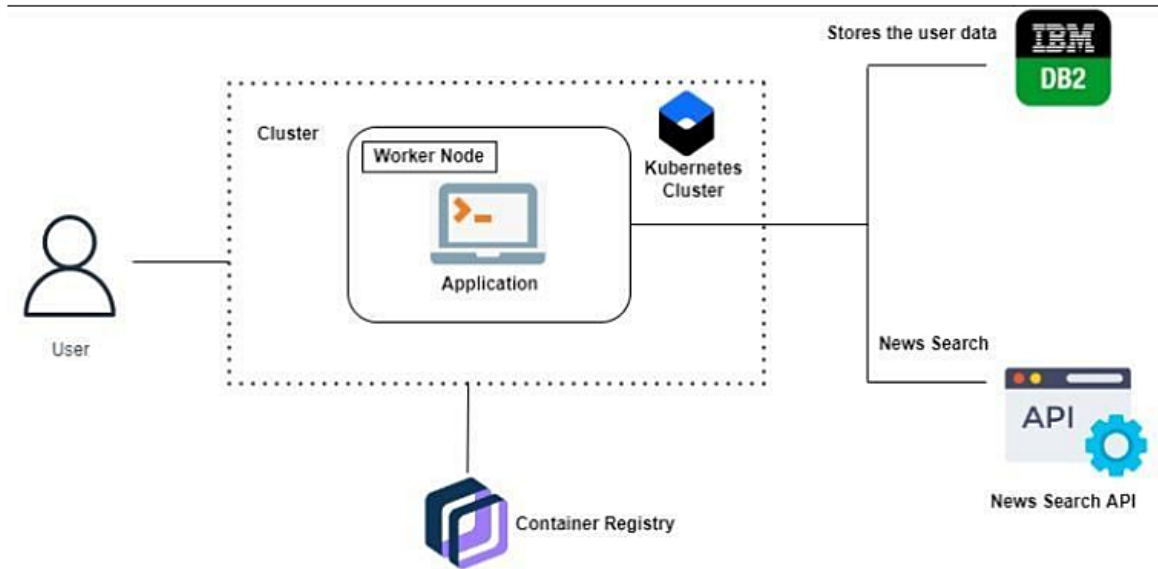 Stores the user data
IBM
DB2
Cluster
Worker Node
Kubernetes
Cluster
Application
User
News Search
API
News Search API
Container Registry